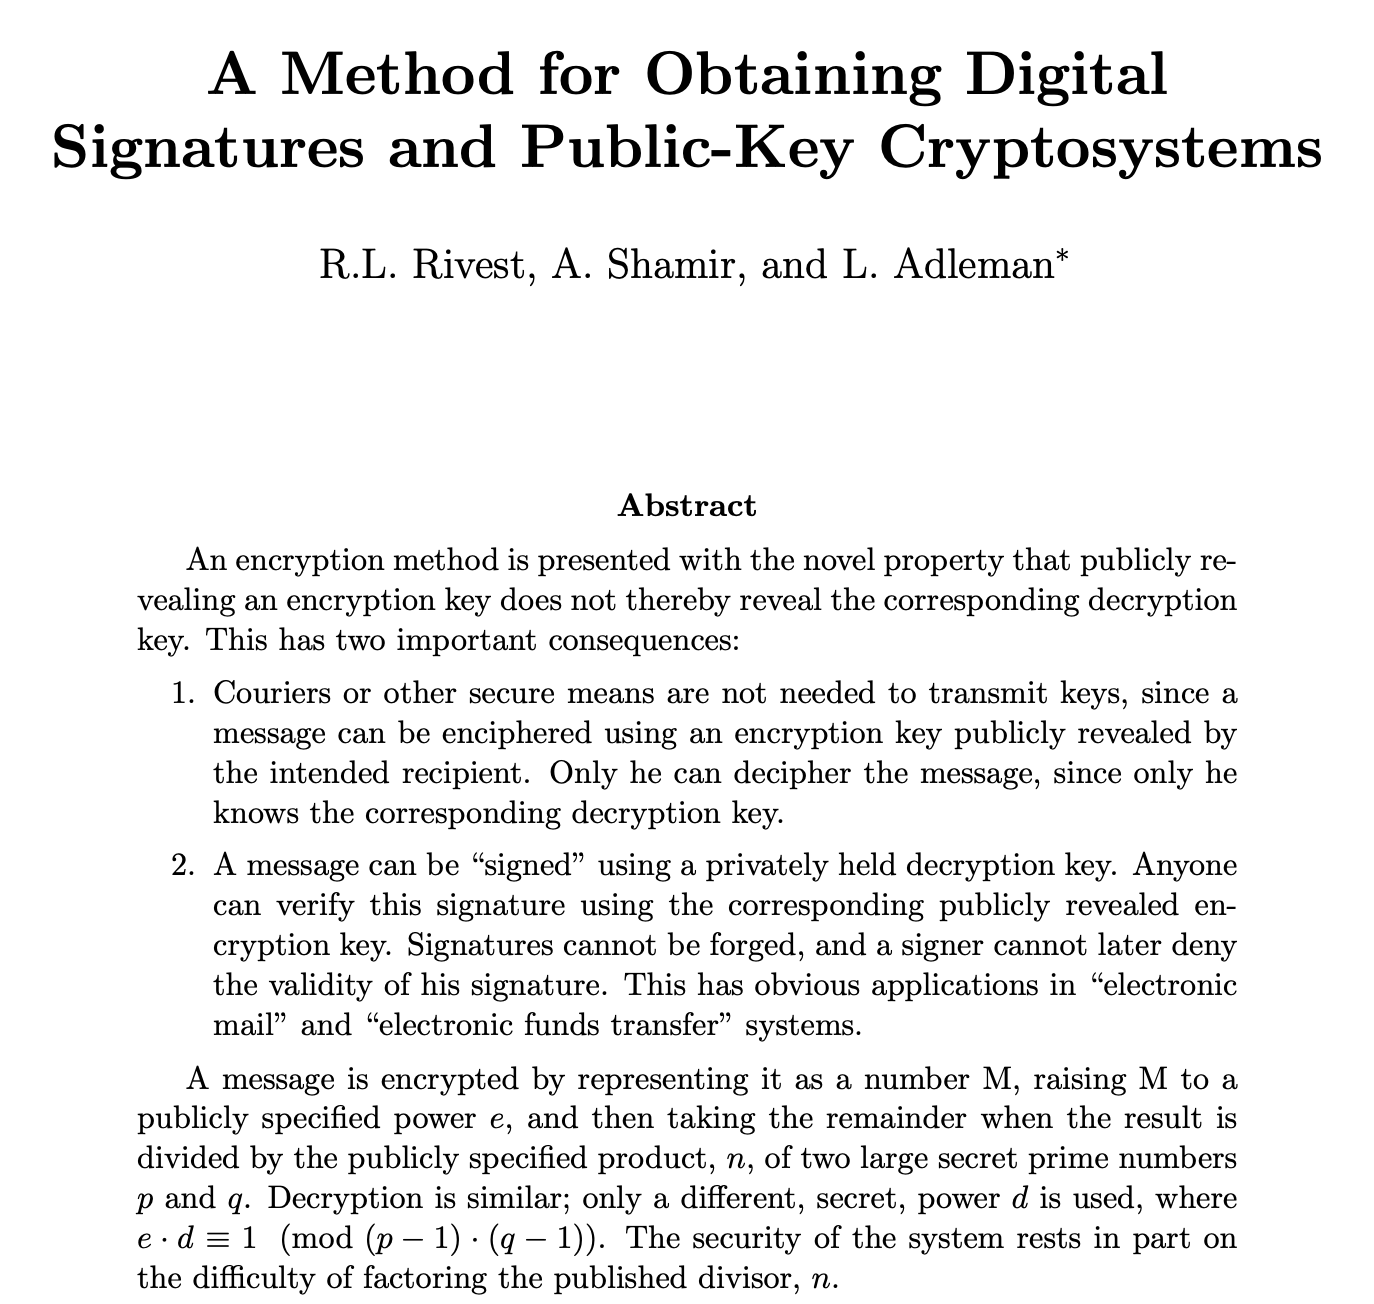 A Method for Obtaining Digital
Signatures and Public-Key Cryptosystems
R.L. Rivest, A. Shamir, and L. Adleman*
Abstract
An encryption method is presented with the novel property that publicly re-
vealing an encryption key does not thereby reveal the corresponding decryption
key. This has two important consequences:
1. Couriers or other secure means are not needed to transmit keys, since a
message can be enciphered using an encryption key publicly revealed by
the intended recipient. Only he can decipher the message, since only he
knows the corresponding decryption key.
2. A message can be “signed” using a privately held decryption key. Anyone
can verify this signature using the corresponding publicly revealed en-
cryption key. Signatures cannot be forged, and a signer cannot later deny
the validity of his signature. This has obvious applications in “electronic
mail” and “electronic funds transfer” systems.
A message is encrypted by representing it as a number M, raising M to a
publicly specified power e, and then taking the remainder when the result is
divided by the publicly specified product, n, of two large secret prime numbers
p and q. Decryption is similar; only a different, secret, power d is used, where
e · d ≡ 1 (mod (p − 1) · (q − 1)). The security of the system rests in part on
the difficulty of factoring the published divisor, n.